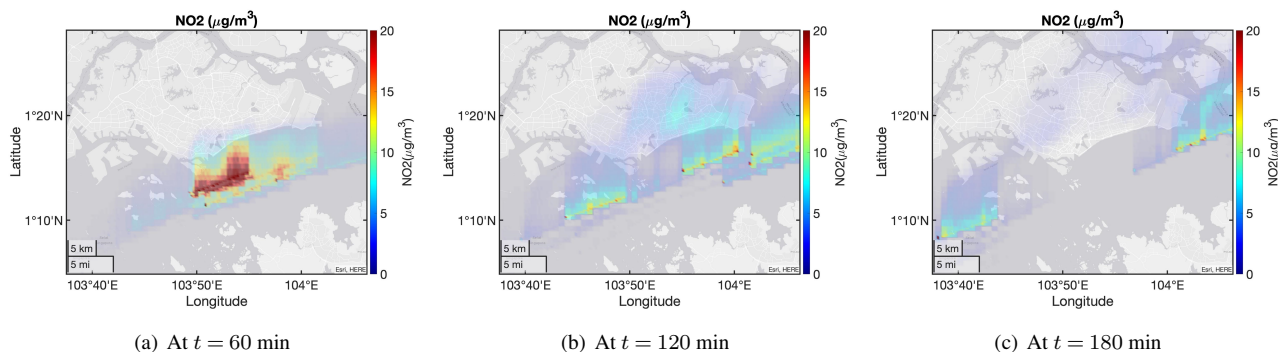 NO2 (μg/m³)
20
15
10
5
0
NO2(μg/m³)
1°20'N
1°10'N
Latitude
5 km
5 mi
Esri, HERE
103°40'E 103°50'E 104°E
Longitude
(a) At t = 60 min
NO2 (μg/m³)
20
15
10
5
0
NO2(μg/m³)
1°20'N
1°10'N
Latitude
5 km
5 mi
Esri, HERE
103°40'E 103°50'E 104°E
Longitude
(b) At t = 120 min
NO2 (μg/m³)
20
15
10
5
0
NO2(μg/m³)
1°20'N
1°10'N
Latitude
5 km
5 mi
Esri, HERE
103°40'E 103°50'E 104°E
Longitude
(c) At t = 180 min